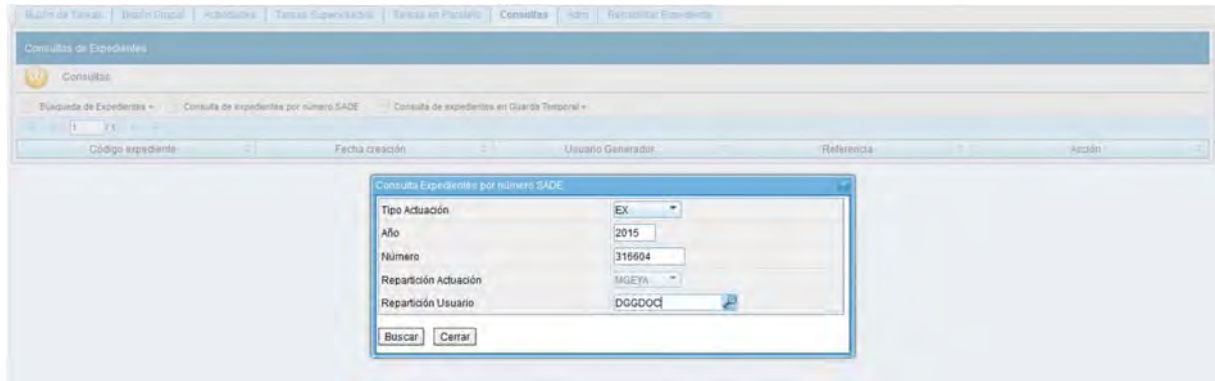 Buzón de Tareas Buzón Grupal Actividades Tareas Supervisados Tareas en Paralelo Consultas Adm Rehabilitar Expediente
Consultas de Expedientes
Consultas
Búsqueda de Expedientes Consulta de expedientes por número SADE Consulta de expedientes en Guarda Temporal
1 / 1
Código expediente Fecha creación Usuario Generador Referencia Acción
Consulta Expedientes por número SADE
Tipo Actuación EX
Año 2015
Número 316604
Repartición Actuación MGEYA
Repartición Usuario DGGDOC
Buscar Cerrar